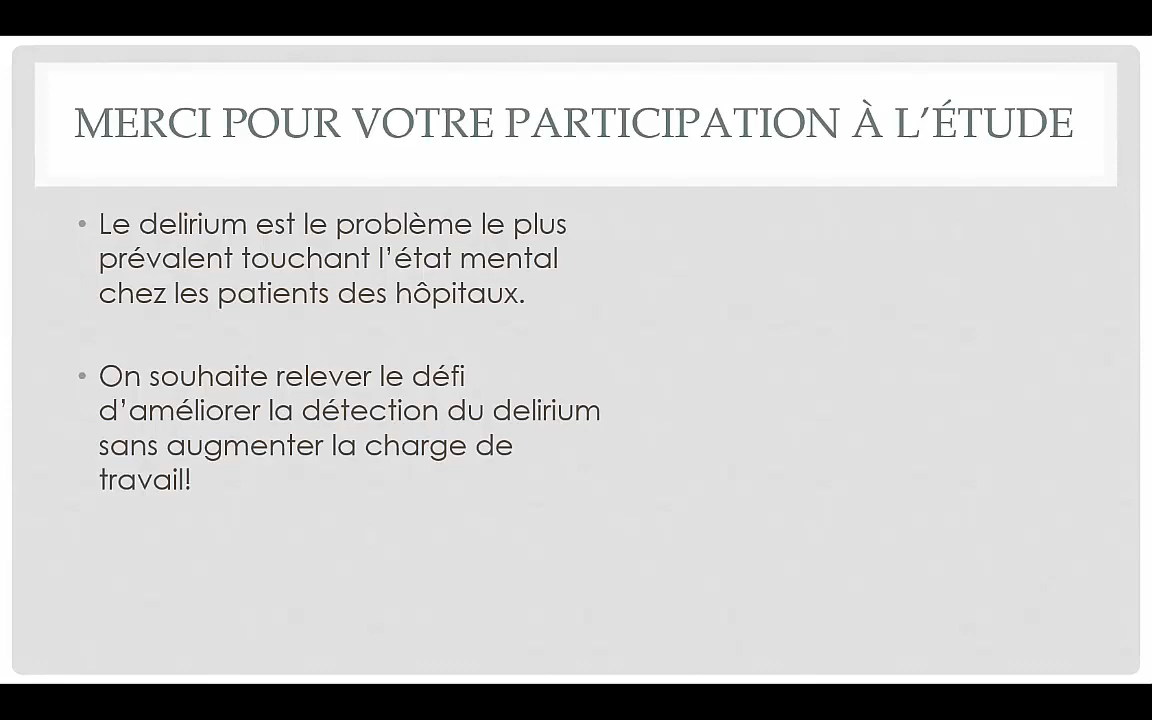 MERCI POUR VOTRE PARTICIPATION À L’ÉTUDE
• Le delirium est le problème le plus
prévalent touchant l’état mental
chez les patients des hôpitaux.
• On souhaite relever le défi
d’améliorer la détection du delirium
sans augmenter la charge de
travail!